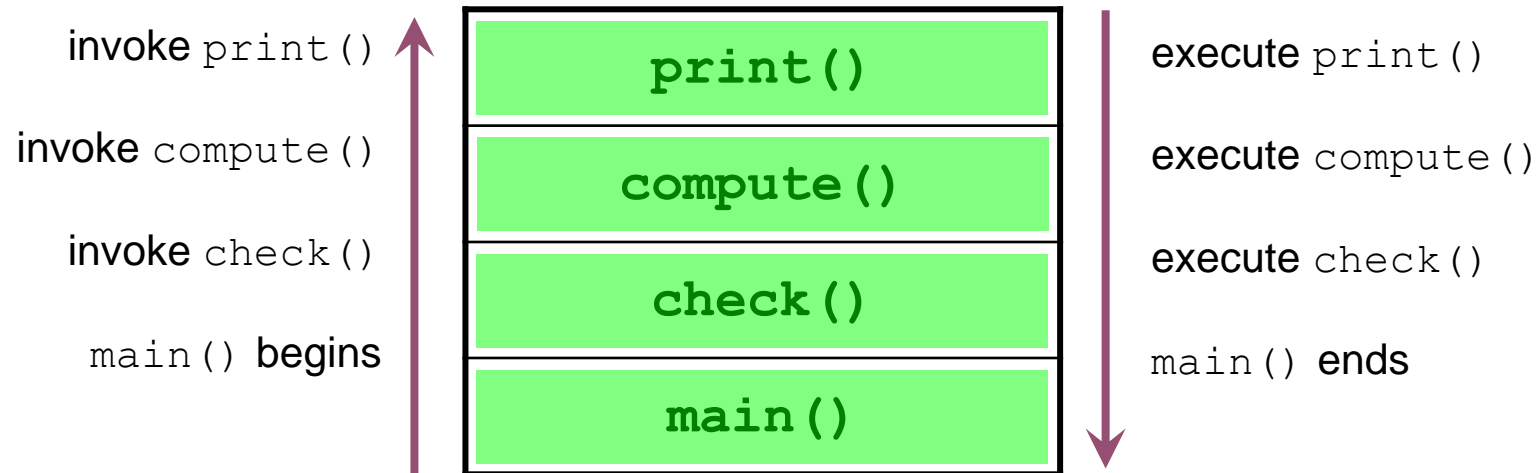 invoke print()
invoke compute()
invoke check()
main() begins
print()
compute()
check()
main()
execute print()
execute compute()
execute check()
main() ends